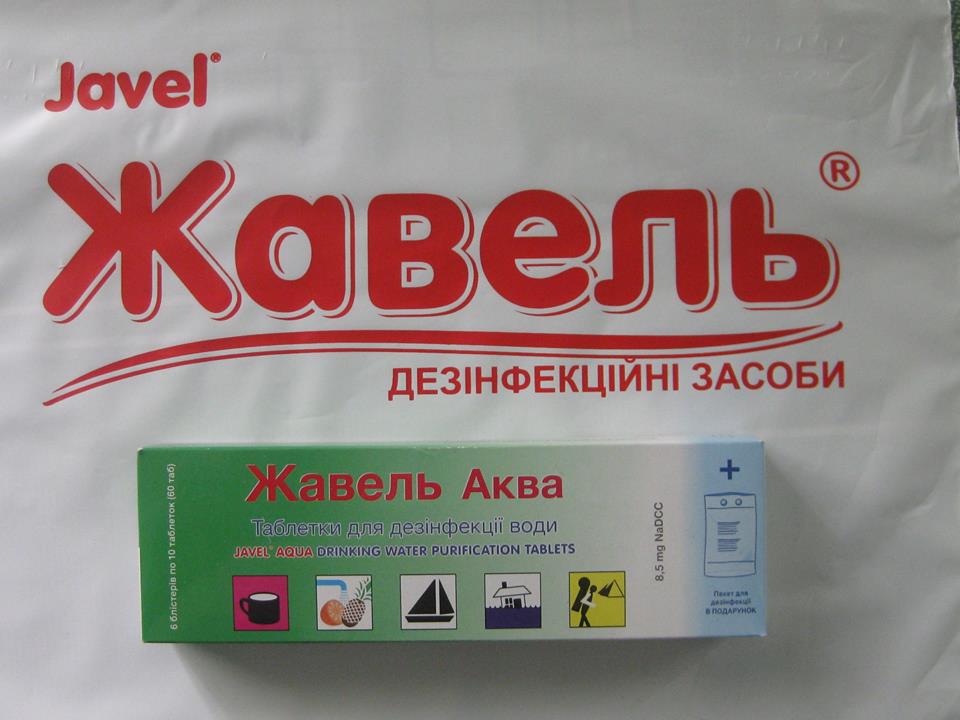 Javel®
Жавель®
ДЕЗІНФЕКЦІЙНІ ЗАСОБИ
6 блістерів по 10 таблеток (60 таб)
Жавель Аква
Таблетки для дезінфекції води
JAVEL® AQUA DRINKING WATER PURIFICATION TABLETS
8,5 mg NaDCC
+
Пакет для
дезінфекції
В ПОДАРУНОК